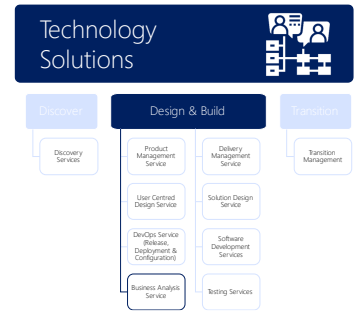 Technology
Solutions
Discover
Design & Build
Transition
Discovery
Services
Product
Management
Service
Delivery
Management
Service
Transition
Management
User Centred
Design Service
Solution Design
Service
DevOps Service
(Release,
Deployment &
Configuration)
Software
Development
Services
Business Analysis
Service
Testing Services